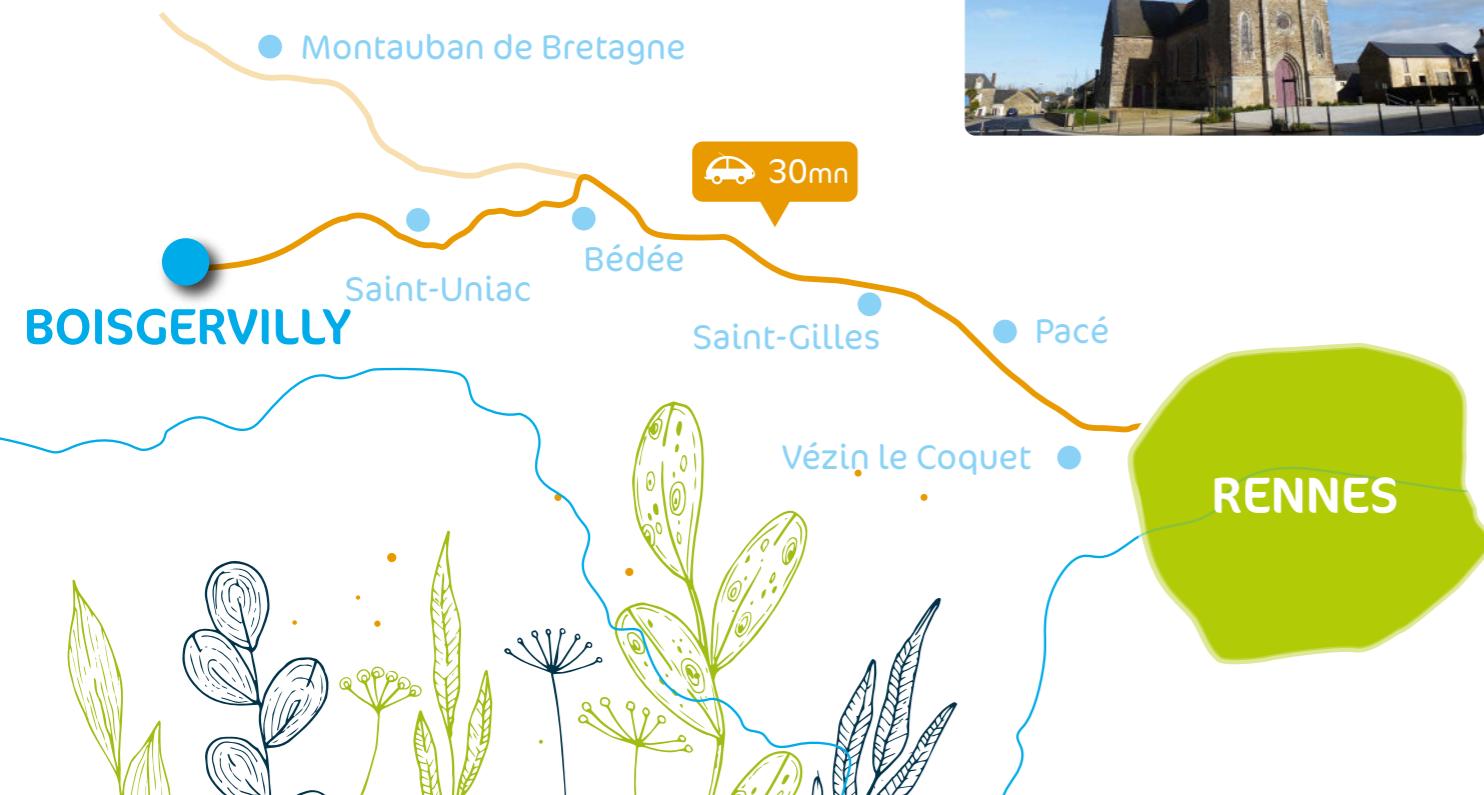 Montauban de Bretagne
30mn
Bédée
Saint-Uniac
BOISGERVILLY
Saint-Gilles
Pacé
Vézin le Coquet
RENNES